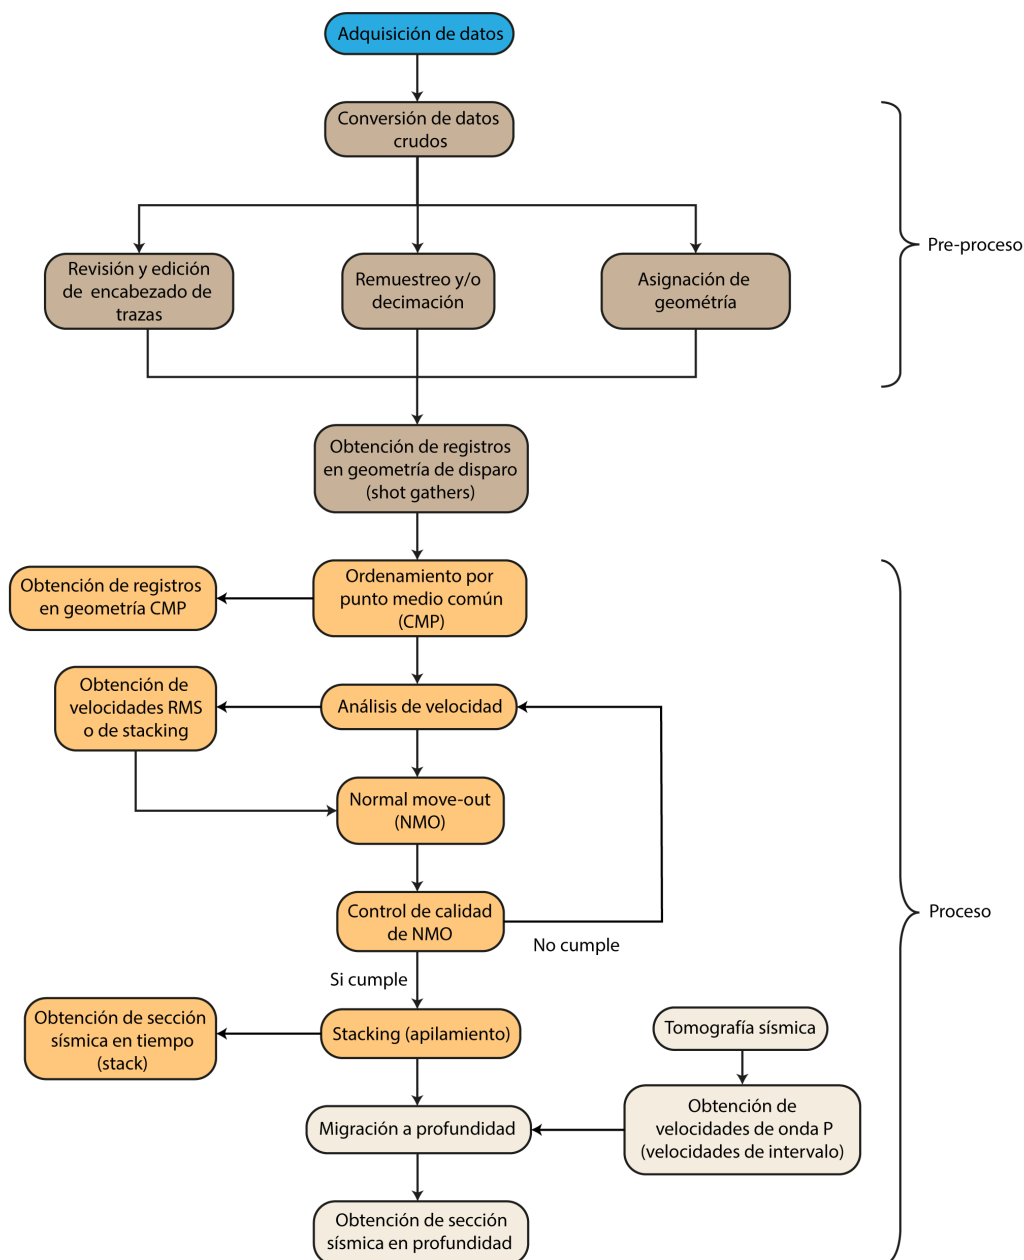 Adquisición de datos
Conversión de datos
crudos
Pre-proceso
Revisión y edición
de encabezado de
trazas
Remuestreo y/o
decimación
Asignación de
geométría
Obtención de registros
en geometría de disparo
(shot gathers)
Obtención de registros
en geometría CMP
Ordenamiento por
punto medio común
(CMP)
Obtención de
velocidades RMS
o de stacking
Análisis de velocidad
Normal move-out
(NMO)
Control de calidad
de NMO
No cumple
Proceso
Si cumple
Obtención de sección
sísmica en tiempo
(stack)
Stacking (apilamiento)
Tomografía sísmica
Migración a profundidad
Obtención de
velocidades de onda P
(velocidades de intervalo)
Obtención de sección
sísmica en profundidad